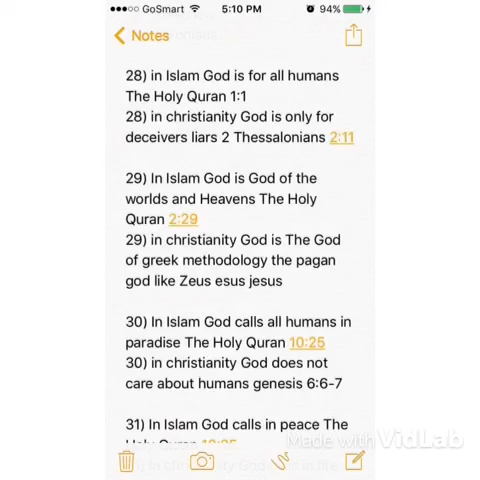 GoSmart 5:10 PM 94%
Notes
28) in Islam God is for all humans
The Holy Quran 1:1
28) in christianity God is only for
deceivers liars 2 Thessalonians 2:11
29) In Islam God is God of the
worlds and Heavens The Holy
Quran 2:29
29) in christianity God is The God
of greek methodology the pagan
god like Zeus esus jesus
30) In Islam God calls all humans in
paradise The Holy Quran 10:25
30) in christianity God does not
care about humans genesis 6:6-7
31) In Islam God calls in peace The
Holy Quran 10:25
Made with VidLab